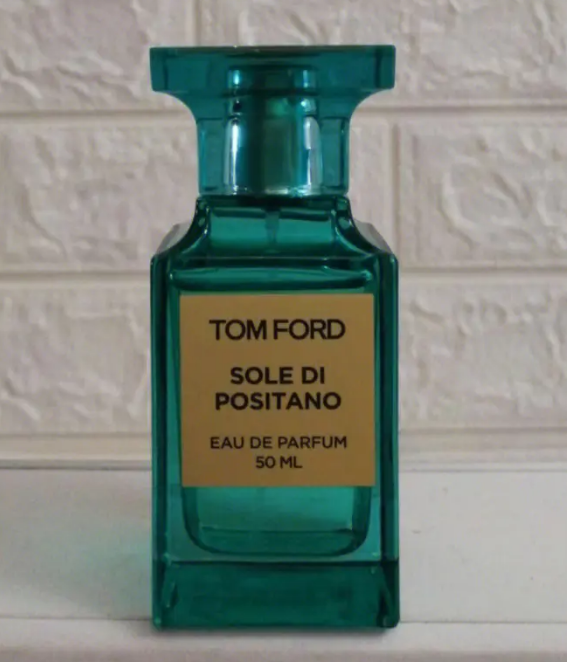 TOM FORD
SOLE DI
POSITANO
EAU DE PARFUM
50 ML